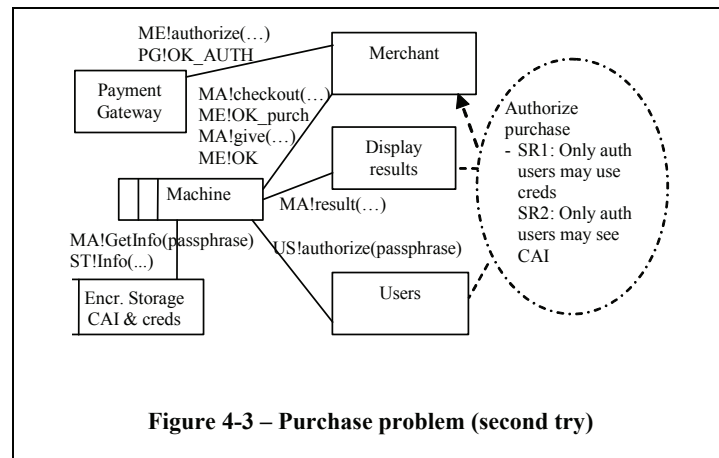 ME!authorize(…)
PG!OK_AUTH
Merchant
Payment
Gateway
MA!checkout(…)
ME!OK_purch
MA!give(…)
ME!OK
Authorize
purchase
- SR1: Only auth
users may use
creds
SR2: Only auth
users may see
CAI
Display
results
Machine
MA!result(…)
MA!GetInfo(passphrase)
ST!Info(...)
US!authorize(passphrase)
Encr. Storage
CAI & creds
Users
Figure 4-3 – Purchase problem (second try)